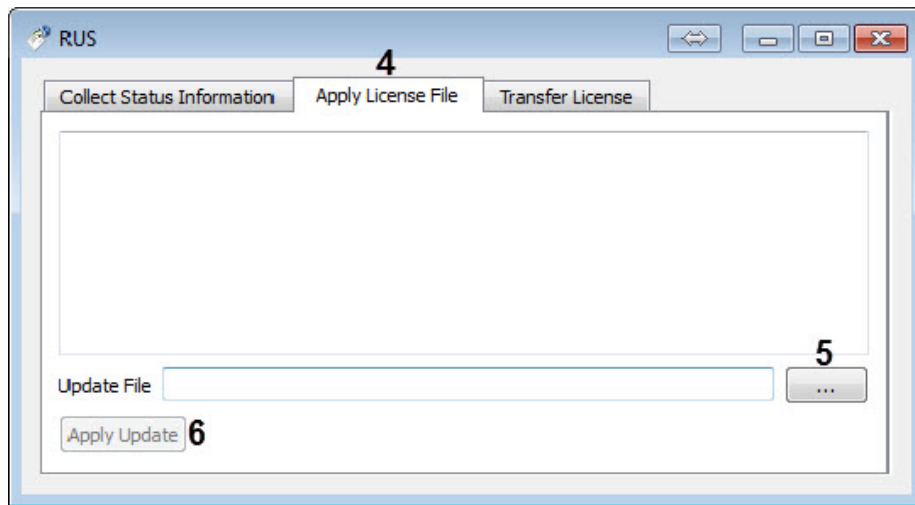 RUS
4
Collect Status Information
Apply License File
Transfer License
5
Update File
...
Apply Update
6